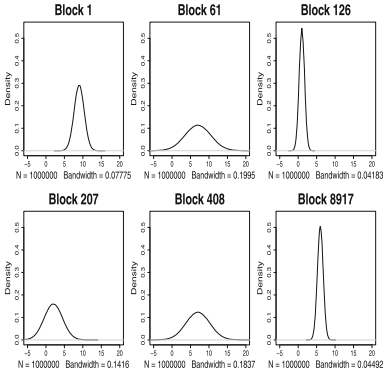 Block 1 Block 61 Block 126
Density Density Density
0.0 0.1 0.2 0.3 0.4 0.5 0.0 0.1 0.2 0.3 0.4 0.5 0.0 0.1 0.2 0.3 0.4 0.5
−5 0 5 10 15 20 −5 0 5 10 15 20 −5 0 5 10 15 20
N = 1000000 Bandwidth = 0.07775 N = 1000000 Bandwidth = 0.1995 N = 1000000 Bandwidth = 0.04183
Block 207 Block 408 Block 8917
Density Density Density
0.0 0.1 0.2 0.3 0.4 0.5 0.0 0.1 0.2 0.3 0.4 0.5 0.0 0.1 0.2 0.3 0.4 0.5
−5 0 5 10 15 20 −5 0 5 10 15 20 −5 0 5 10 15 20
N = 1000000 Bandwidth = 0.1416 N = 1000000 Bandwidth = 0.1837 N = 1000000 Bandwidth = 0.04492